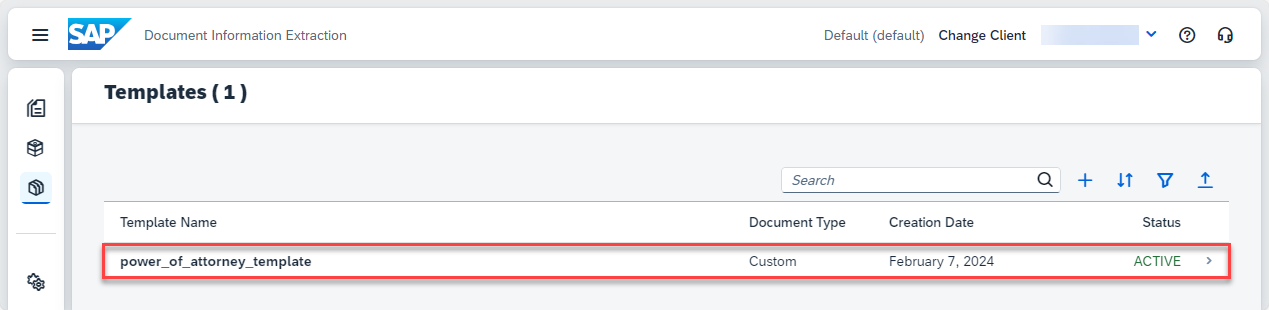 SAP Document Information Extraction Default (default) Change Client
Templates ( 1 )
Search
Template Name Document Type Creation Date Status
power_of_attorney_template Custom February 7, 2024 ACTIVE